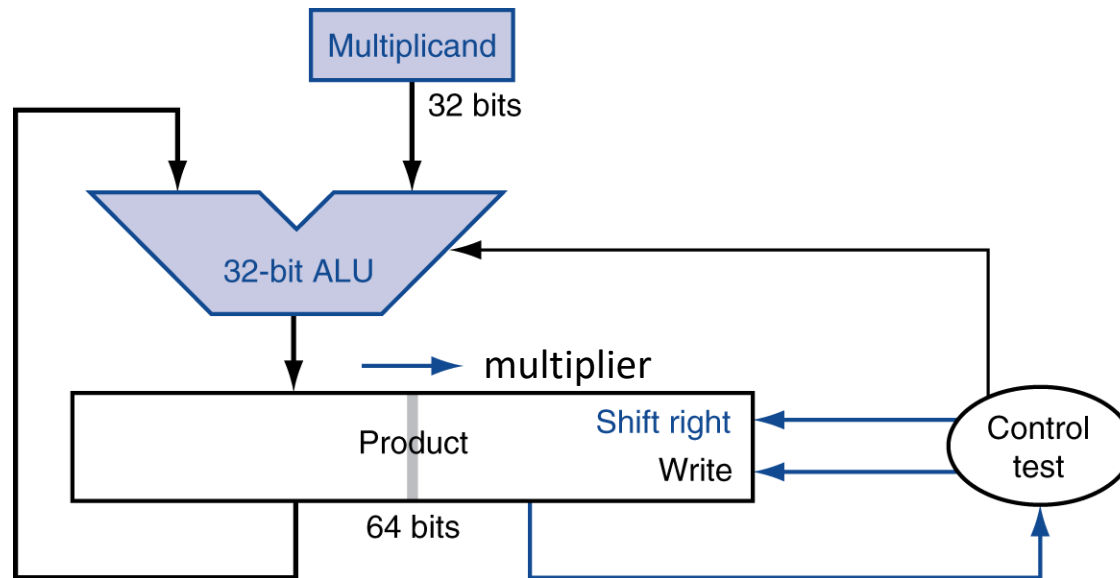 Multiplicand
32 bits
32-bit ALU
multiplier
Product
Shift right
Write
64 bits
Control
test